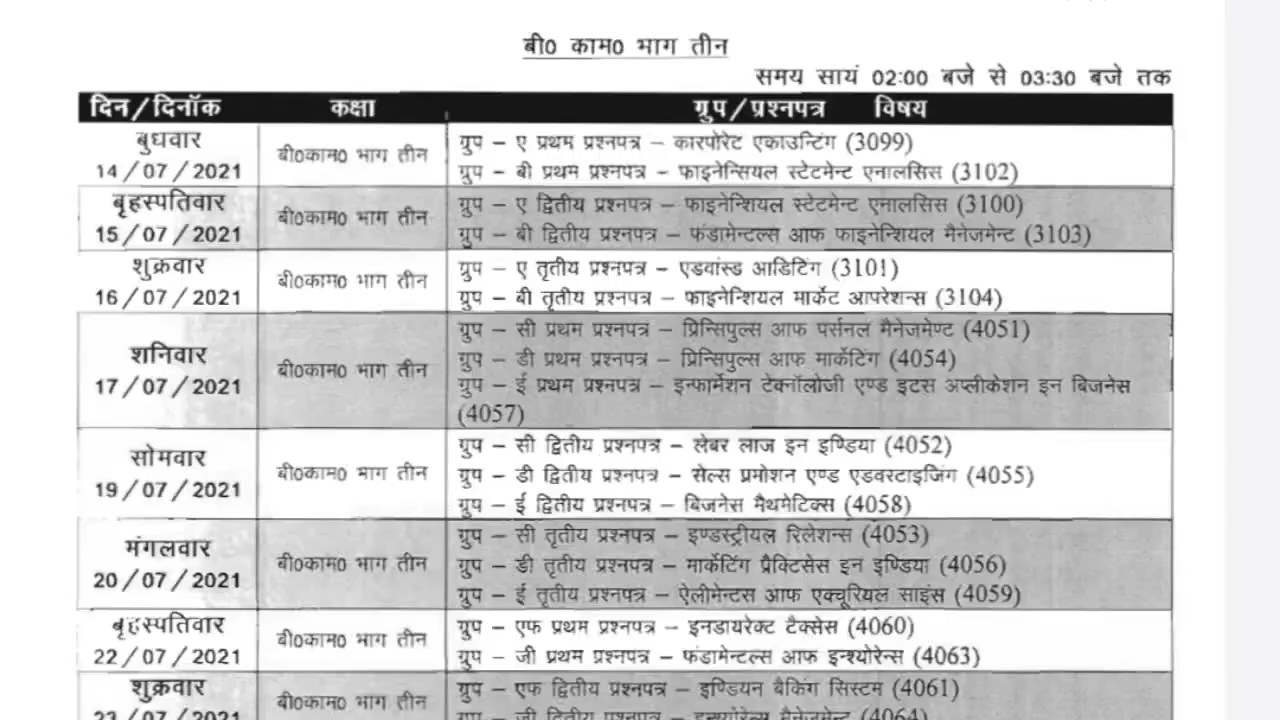 बी0 काम0 भाग तीन
समय सायं 02:00 बजे से 03:30 बजे तक
दिन/दिनॉक कक्षा ग्रुप/प्रश्नपत्र विषय
बुधवार
14/07/2021
बी0काम0 भाग तीन
ग्रुप – ए प्रथम प्रश्नपत्र – कारपोरेट एकाउन्टिंग (3099)
ग्रुप – बी प्रथम प्रश्नपत्र – फाइनेन्सियल स्टेटमेन्ट एनालसिस (3102)
बृहस्पतिवार
15/07/2021
बी0काम0 भाग तीन
ग्रुप – ए द्वितीय प्रश्नपत्र – फाइनेन्शियल स्टेटमेन्ट एनालसिस (3100)
ग्रुप – बी द्वितीय प्रश्नपत्र – फंडामेन्टल्स आफ फाइनेन्शियल मैनेजमेन्ट (3103)
शुक्रवार
16/07/2021
बी0काम0 भाग तीन
ग्रुप – ए तृतीय प्रश्नपत्र – एडवांस्ड आडिटिंग (3101)
ग्रुप – बी तृतीय प्रश्नपत्र – फाइनेन्शियल मार्केट आपरेशन्स (3104)
शनिवार
17/07/2021
बी0काम0 भाग तीन
ग्रुप – सी प्रथम प्रश्नपत्र – प्रिन्सिपुल्स आफ पर्सनल मैनेजमेण्ट (4051)
ग्रुप – डी प्रथम प्रश्नपत्र – प्रिन्सिपुल्स आफ मार्केटिंग (4054)
ग्रुप – ई प्रथम प्रश्नपत्र – इन्फार्मेशन टेक्नॉलोजी एण्ड इटस अप्लीकेशन इन बिजनेस
(4057)
सोमवार
19/07/2021
बी0काम0 भाग तीन
ग्रुप – सी द्वितीय प्रश्नपत्र – लेबर लाज इन इण्डिया (4052)
ग्रुप – डी द्वितीय प्रश्नपत्र – सेल्स प्रमोशन एण्ड एडवरटाइजिंग (4055)
ग्रुप – ई द्वितीय प्रश्नपत्र – बिजनेस मैथमेटिक्स (4058)
मंगलवार
20/07/2021
बी0काम0 भाग तीन
ग्रुप – सी तृतीय प्रश्नपत्र – इण्डस्ट्रीयल रिलेशन्स (4053)
ग्रुप – डी तृतीय प्रश्नपत्र – मार्केटिंग प्रैक्टिसेस इन इण्डिया (4056)
ग्रुप – ई तृतीय प्रश्नपत्र – ऐलीमेन्टस आफ एक्चूरियल साइंस (4059)
बृहस्पतिवार
22/07/2021
बी0काम0 भाग तीन
ग्रुप – एफ प्रथम प्रश्नपत्र – इनडायरेक्ट टैक्सेस (4060)
ग्रुप – जी प्रथम प्रश्नपत्र – फंडामेन्टल्स आफ इन्श्योरेन्स (4063)
शुक्रवार
23/07/2021
बी0काम0 भाग तीन
ग्रुप – एफ द्वितीय प्रश्नपत्र – इण्डियन बैकिंग सिस्टम (4061)
ग्रुप – जी द्वितीय प्रश्नपत्र – इन्श्योरेन्स मैनेजमेन्ट (4064)